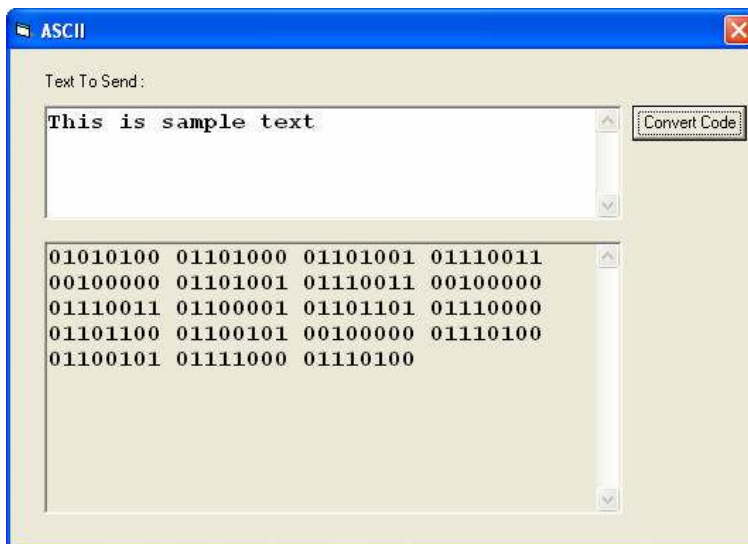 ASCII
Text To Send :
This is sample text
Convert Code
01010100 01101000 01101001 01110011
00100000 01101001 01110011 00100000
01110011 01100001 01101101 01110000
01101100 01100101 00100000 01110100
01100101 01111000 01110100